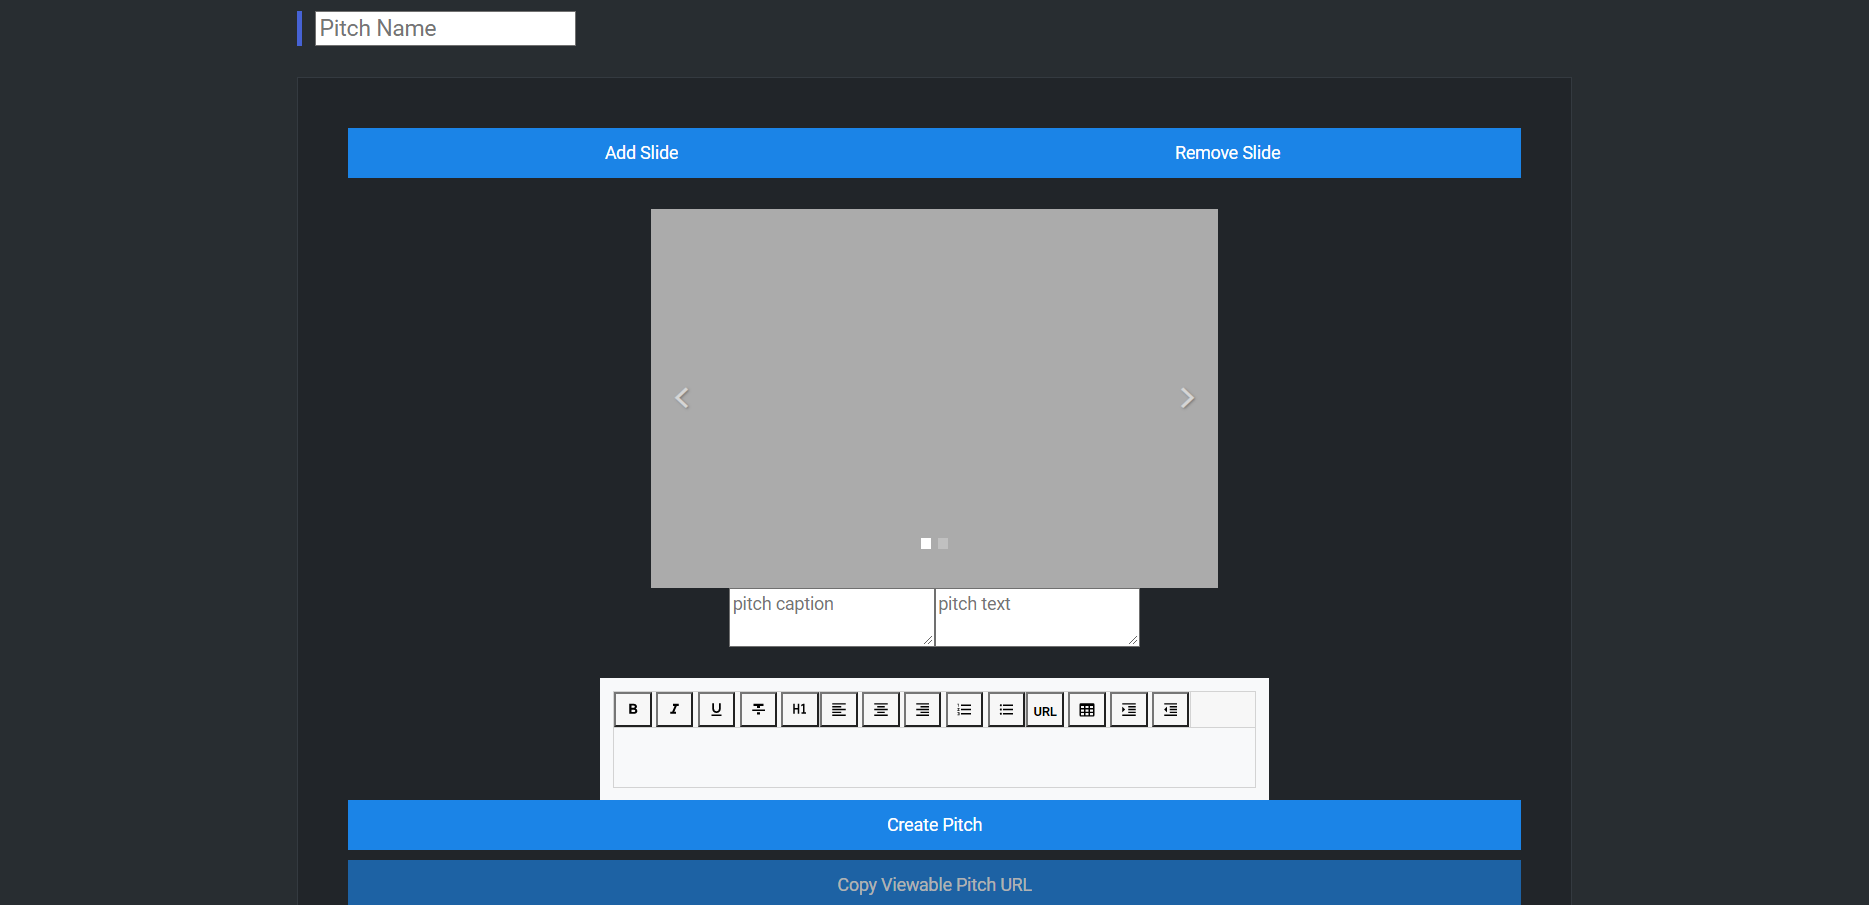 Pitch Name
Add Slide Remove Slide
pitch caption pitch text
B I U H1 URL
Create Pitch
Copy Viewable Pitch URL